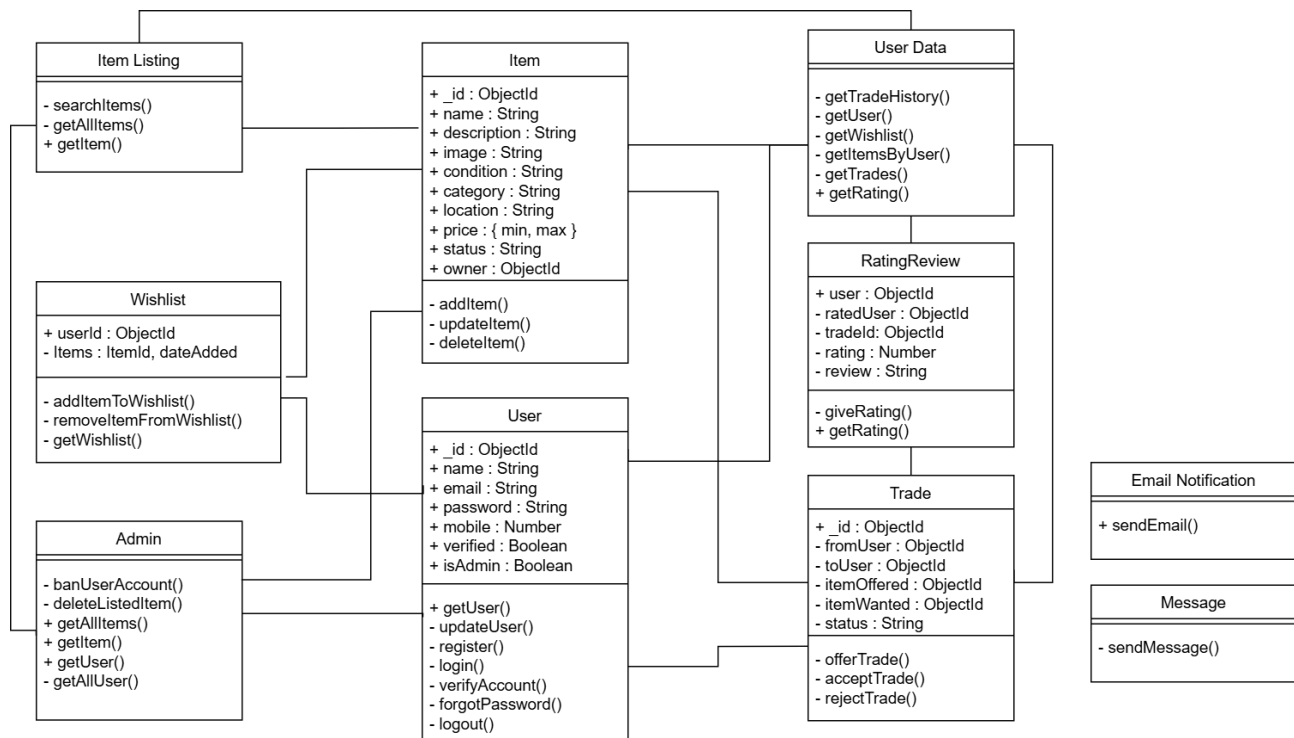 Item Listing
- searchItems()
- getAllItems()
+ getItem()
Item
+ _id : ObjectId
+ name : String
+ description : String
+ image : String
+ condition : String
+ category : String
+ location : String
+ price : { min, max }
+ status : String
+ owner : ObjectId
- addItem()
- updateItem()
- deleteItem()
User Data
- getTradeHistory()
- getUser()
- getWishlist()
- getItemsByUser()
- getTrades()
+ getRating()
Wishlist
+ userId : ObjectId
- Items : ItemId, dateAdded
- addItemToWishlist()
- removeItemFromWishlist()
- getWishlist()
RatingReview
+ user : ObjectId
- ratedUser : ObjectId
- tradeId: ObjectId
- rating : Number
- review : String
- giveRating()
+ getRating()
Admin
- banUserAccount()
- deleteListedItem()
+ getAllItems()
+ getItem()
+ getUser()
- getAllUser()
User
+ _id : ObjectId
+ name : String
+ email : String
+ password : String
+ mobile : Number
+ verified : Boolean
+ isAdmin : Boolean
+ getUser()
- updateUser()
- register()
- login()
- verifyAccount()
- forgotPassword()
- logout()
Trade
+ _id : ObjectId
- fromUser : ObjectId
- toUser : ObjectId
- itemOffered : ObjectId
- itemWanted : ObjectId
- status : String
- offerTrade()
- acceptTrade()
- rejectTrade()
Email Notification
+ sendEmail()
Message
- sendMessage()